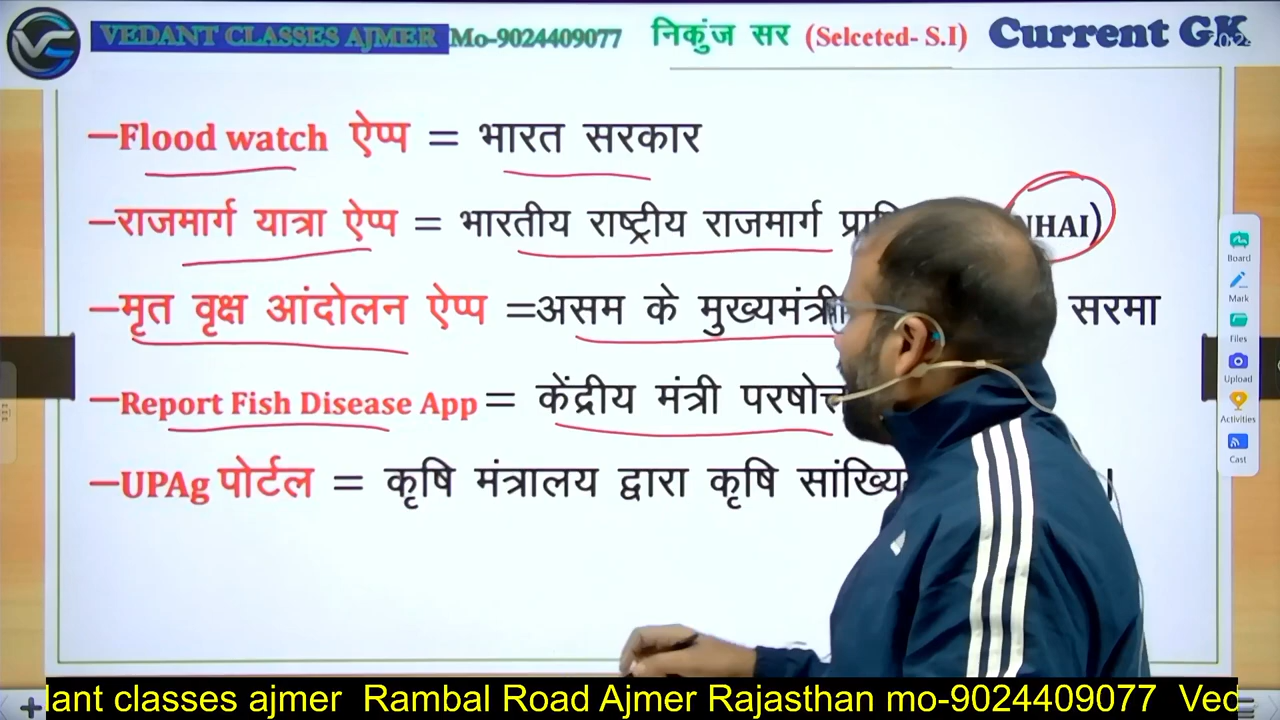 VEDANT CLASSES AJMER Mo-9024409077 निकुंज सर (Selceted- S.I) Current GK
—Flood watch ऐप्प = भारत सरकार
—राजमार्ग यात्रा ऐप्प = भारतीय राष्ट्रीय राजमार्ग NHAI)
—मृत वृक्ष आंदोलन ऐप्प =असम के मुख्यमंत्री सरमा
—Report Fish Disease App = केंद्रीय मंत्री
—UPAg पोर्टल = कृषि मंत्रालय द्वारा कृषि ।
Board
Mark
Files
Upload
Activities
Cast
lant classes ajmer Rambal Road Ajmer Rajasthan mo-9024409077 Ved